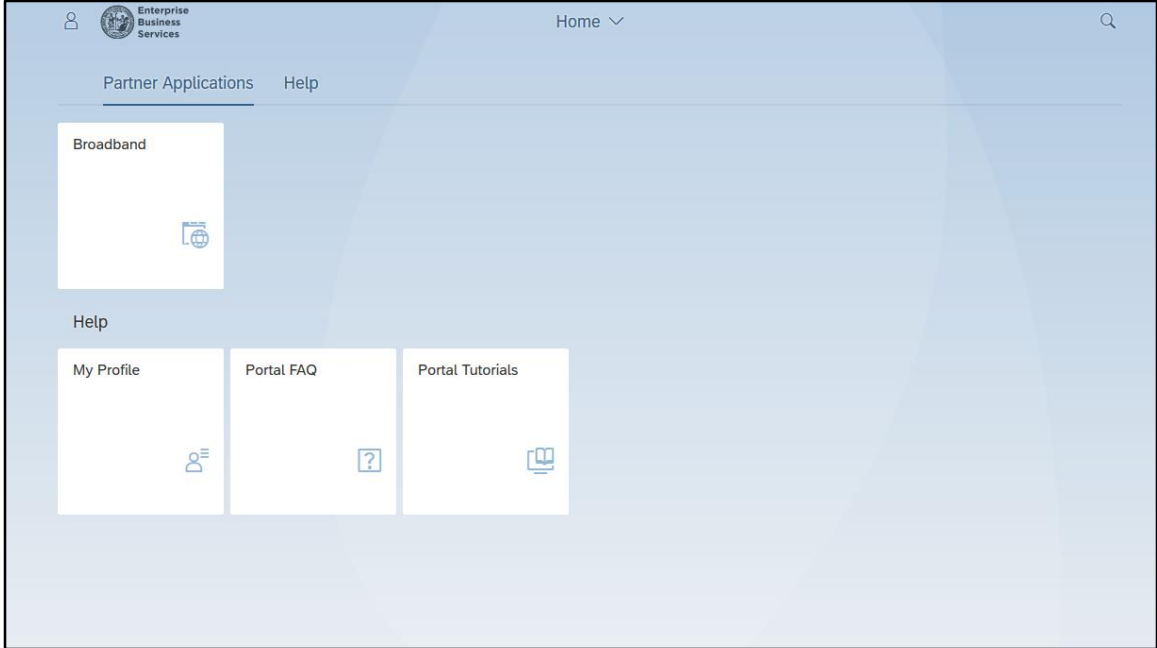 Enterprise
Business
Services
Home
Partner Applications Help
Broadband
Help
My Profile Portal FAQ Portal Tutorials
?